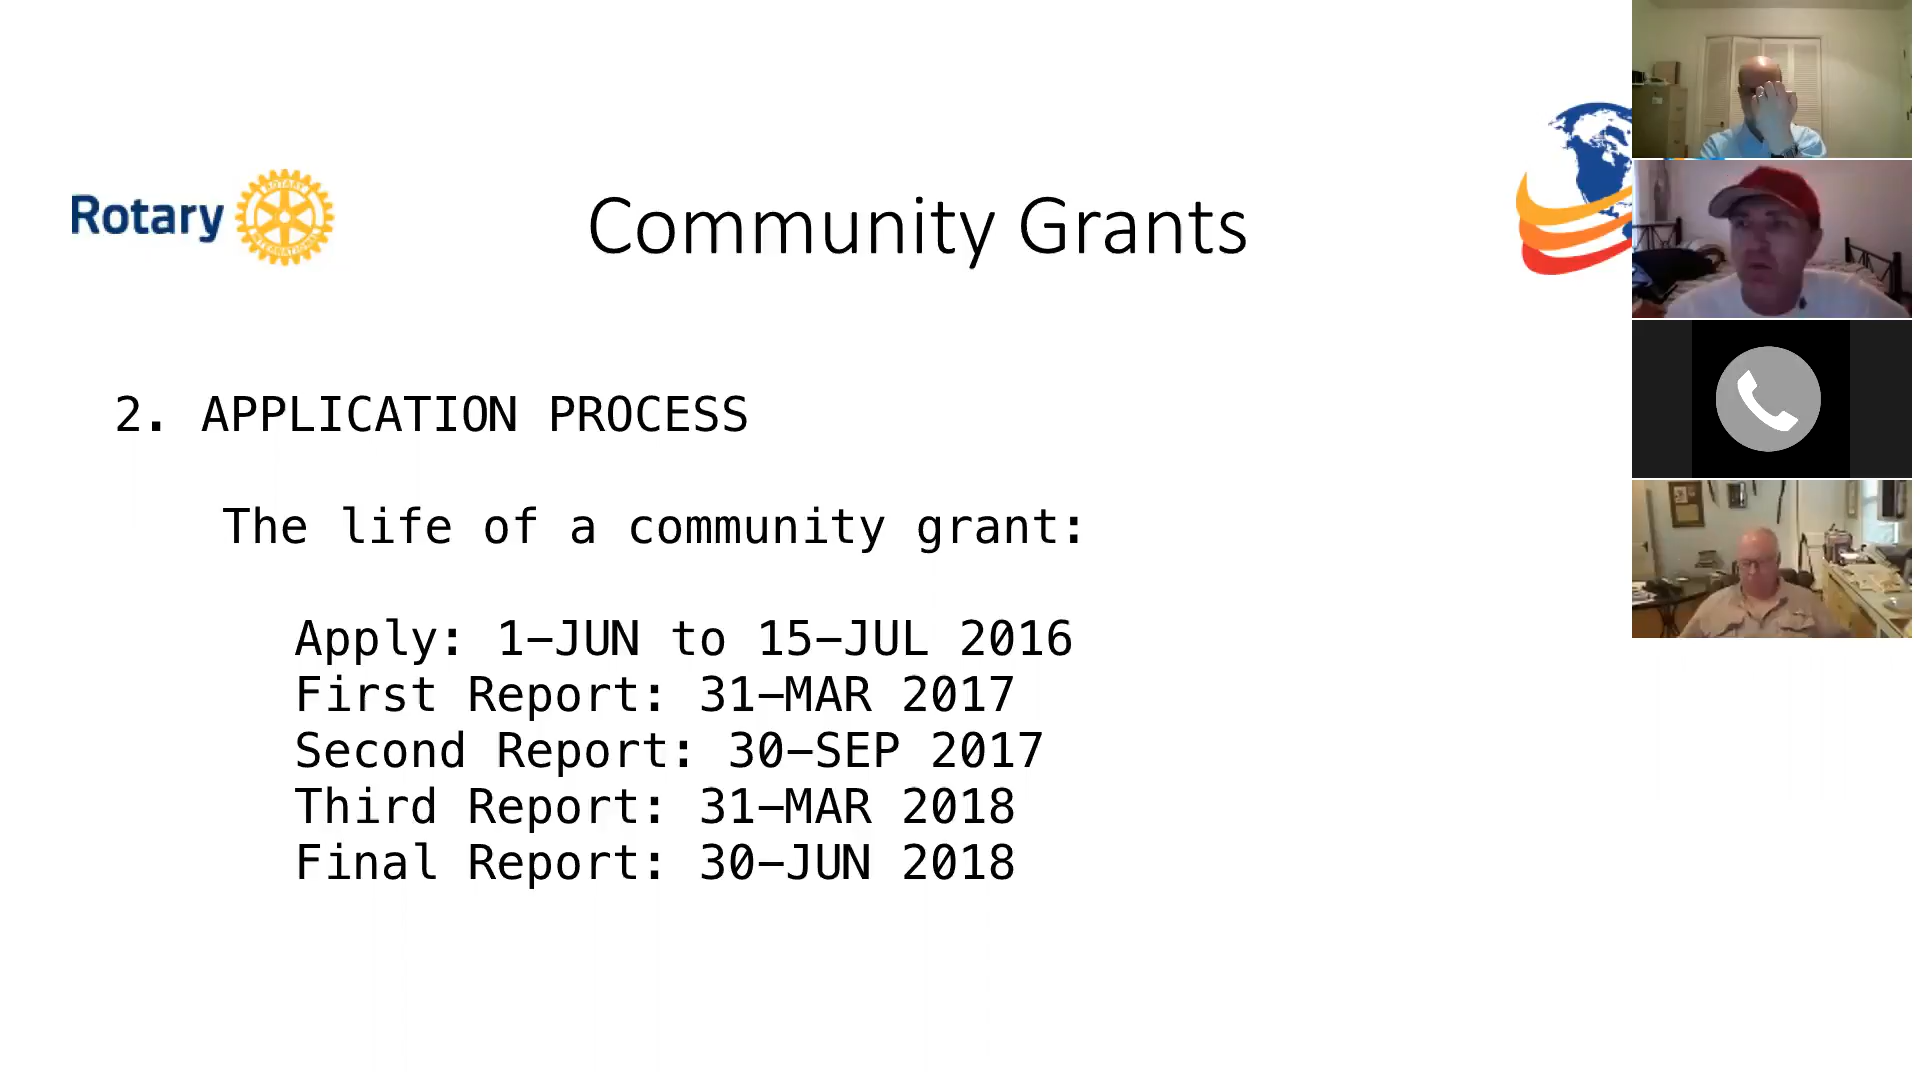 Rotary
ROTARY
INTERNATIONAL
Community Grants
2. APPLICATION PROCESS
The life of a community grant:
Apply: 1–JUN to 15–JUL 2016
First Report: 31–MAR 2017
Second Report: 30–SEP 2017
Third Report: 31–MAR 2018
Final Report: 30–JUN 2018